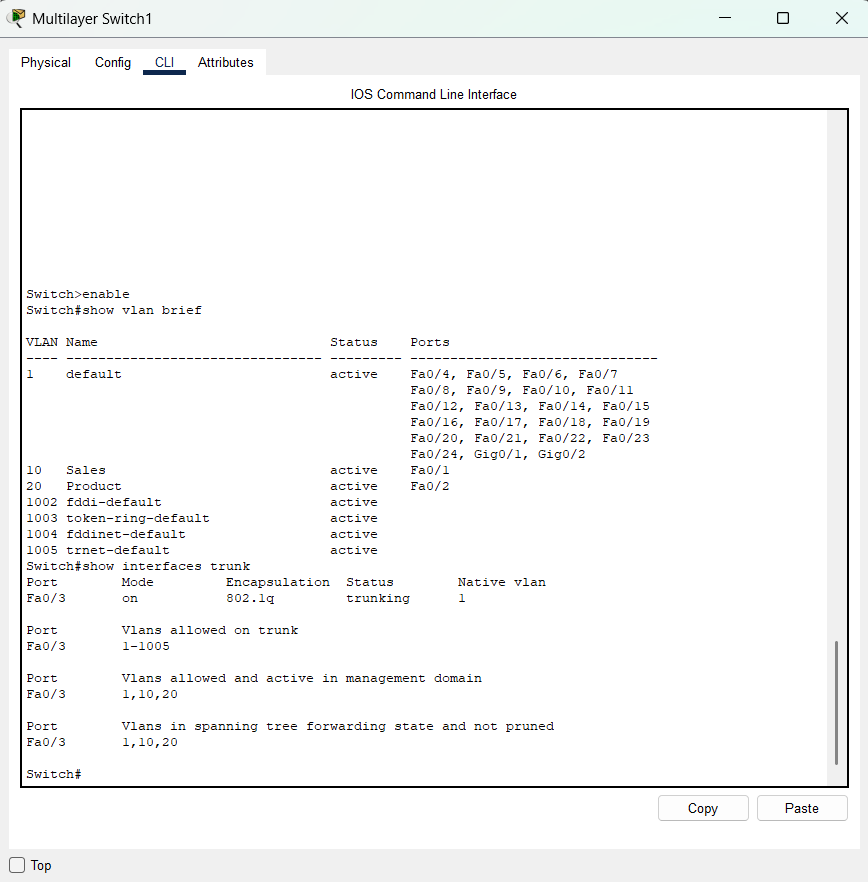 Multilayer Switch1
Physical Config CLI Attributes
IOS Command Line Interface
Switch>enable
Switch#show vlan brief
VLAN Name                             Status    Ports
---- -------------------------------- --------- -------------------------------
1    default                          active    Fa0/4, Fa0/5, Fa0/6, Fa0/7
                                                Fa0/8, Fa0/9, Fa0/10, Fa0/11
                                                Fa0/12, Fa0/13, Fa0/14, Fa0/15
                                                Fa0/16, Fa0/17, Fa0/18, Fa0/19
                                                Fa0/20, Fa0/21, Fa0/22, Fa0/23
                                                Fa0/24, Gig0/1, Gig0/2
10   Sales                            active    Fa0/1
20   Product                          active    Fa0/2
1002 fddi-default                     active
1003 token-ring-default               active
1004 fddinet-default                  active
1005 trnet-default                    active
Switch#show interfaces trunk
Port        Mode         Encapsulation  Status        Native vlan
Fa0/3       on           802.1q         trunking      1
Port        Vlans allowed on trunk
Fa0/3       1-1005
Port        Vlans allowed and active in management domain
Fa0/3       1,10,20
Port        Vlans in spanning tree forwarding state and not pruned
Fa0/3       1,10,20
Switch#
Copy Paste
Top